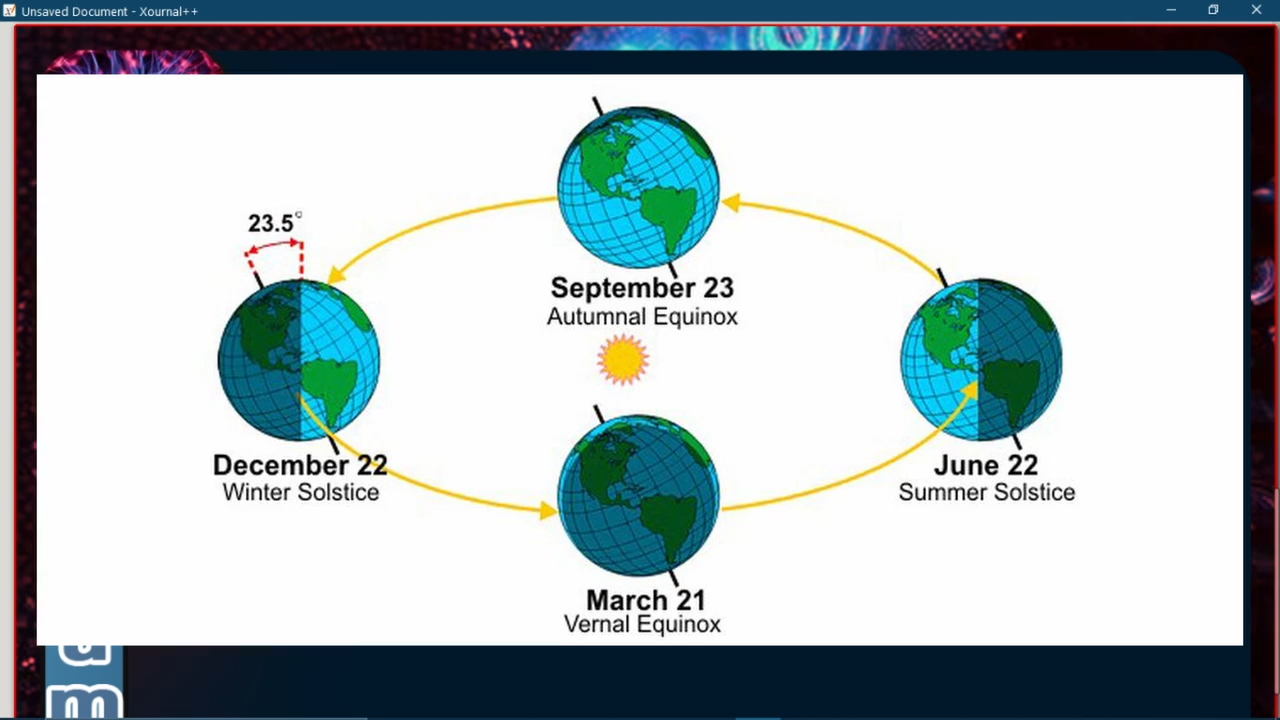 Unsaved Document - Xournal++
September 23
Autumnal Equinox
23.5°
December 22
Winter Solstice
June 22
Summer Solstice
March 21
Vernal Equinox
a
m